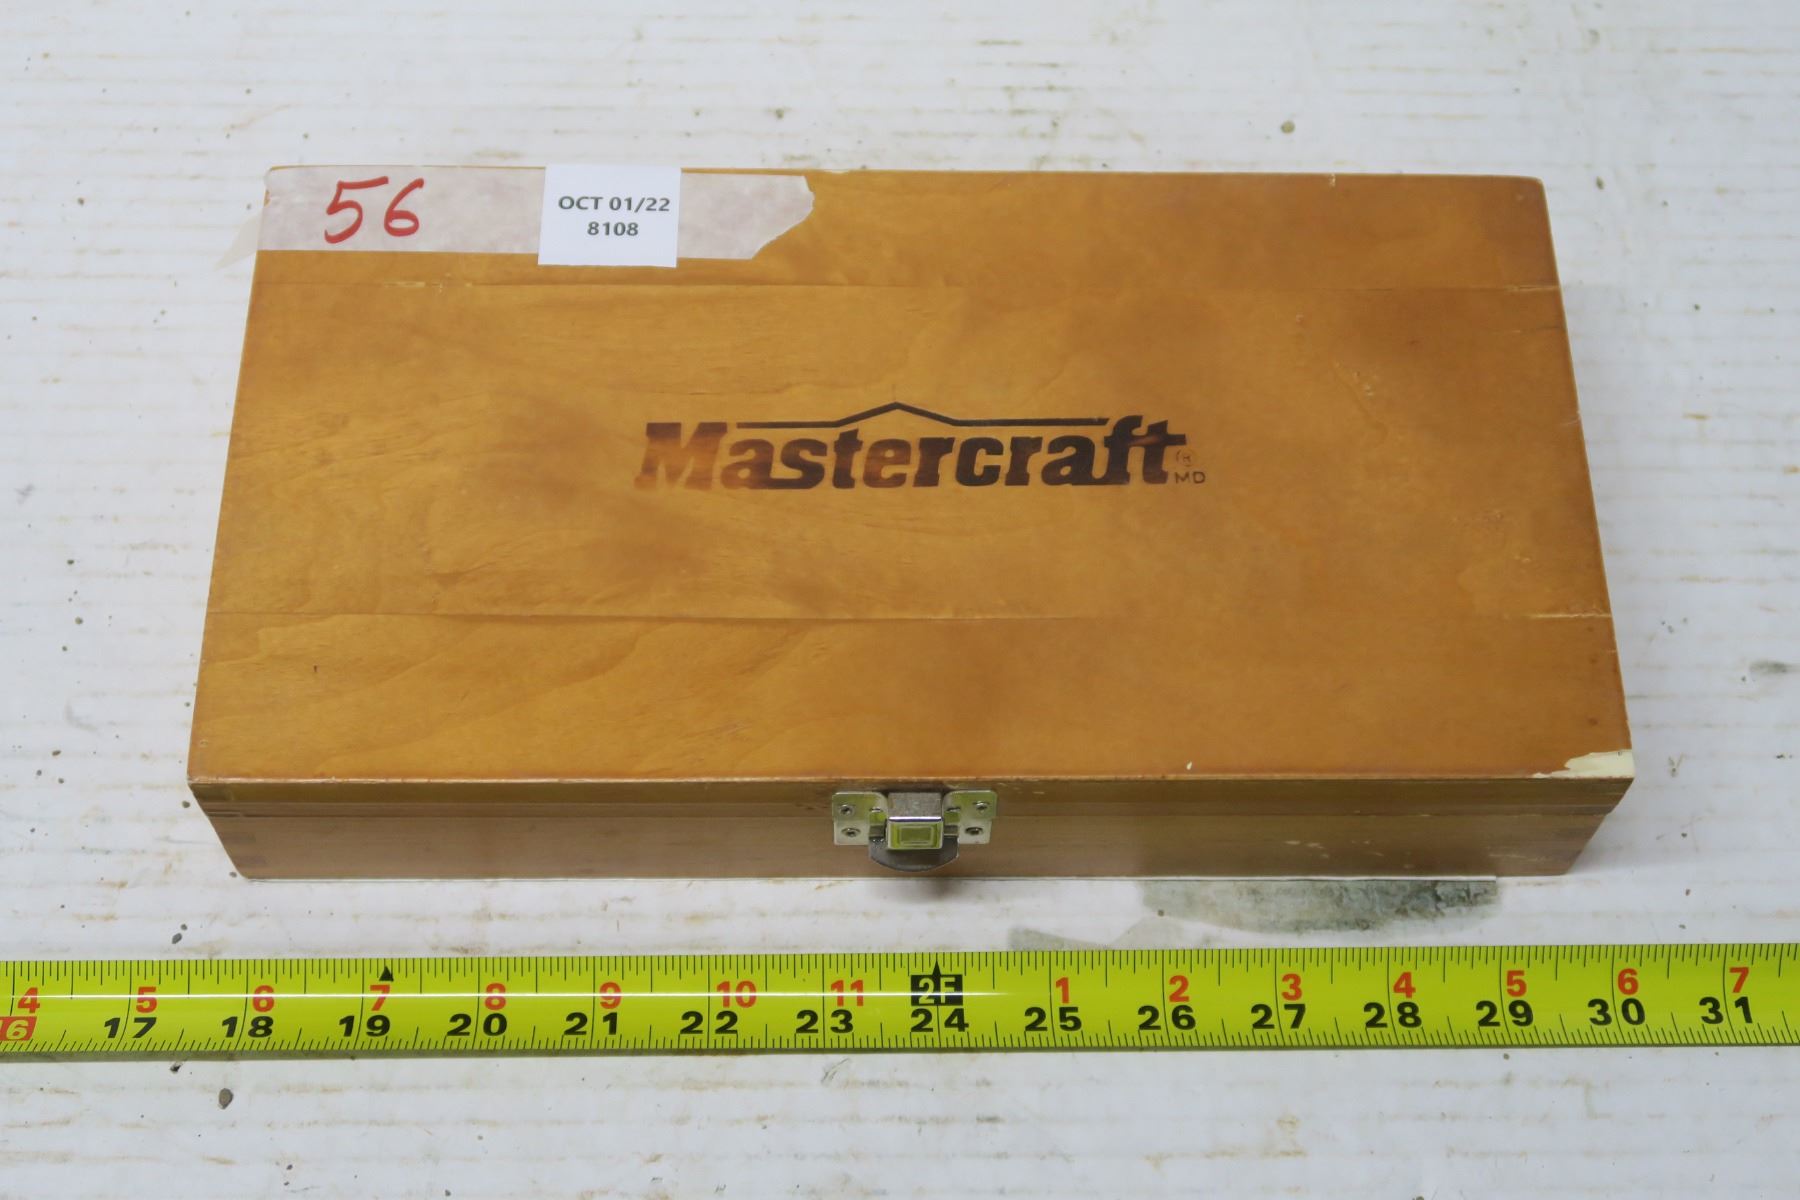 56
OCT 01/22
8108
Mastercraft®
MD
4 5 6 7 8 9 10 11 2F 1 2 3 4 5 6 7
6 17 18 19 20 21 22 23 24 25 26 27 28 29 30 31